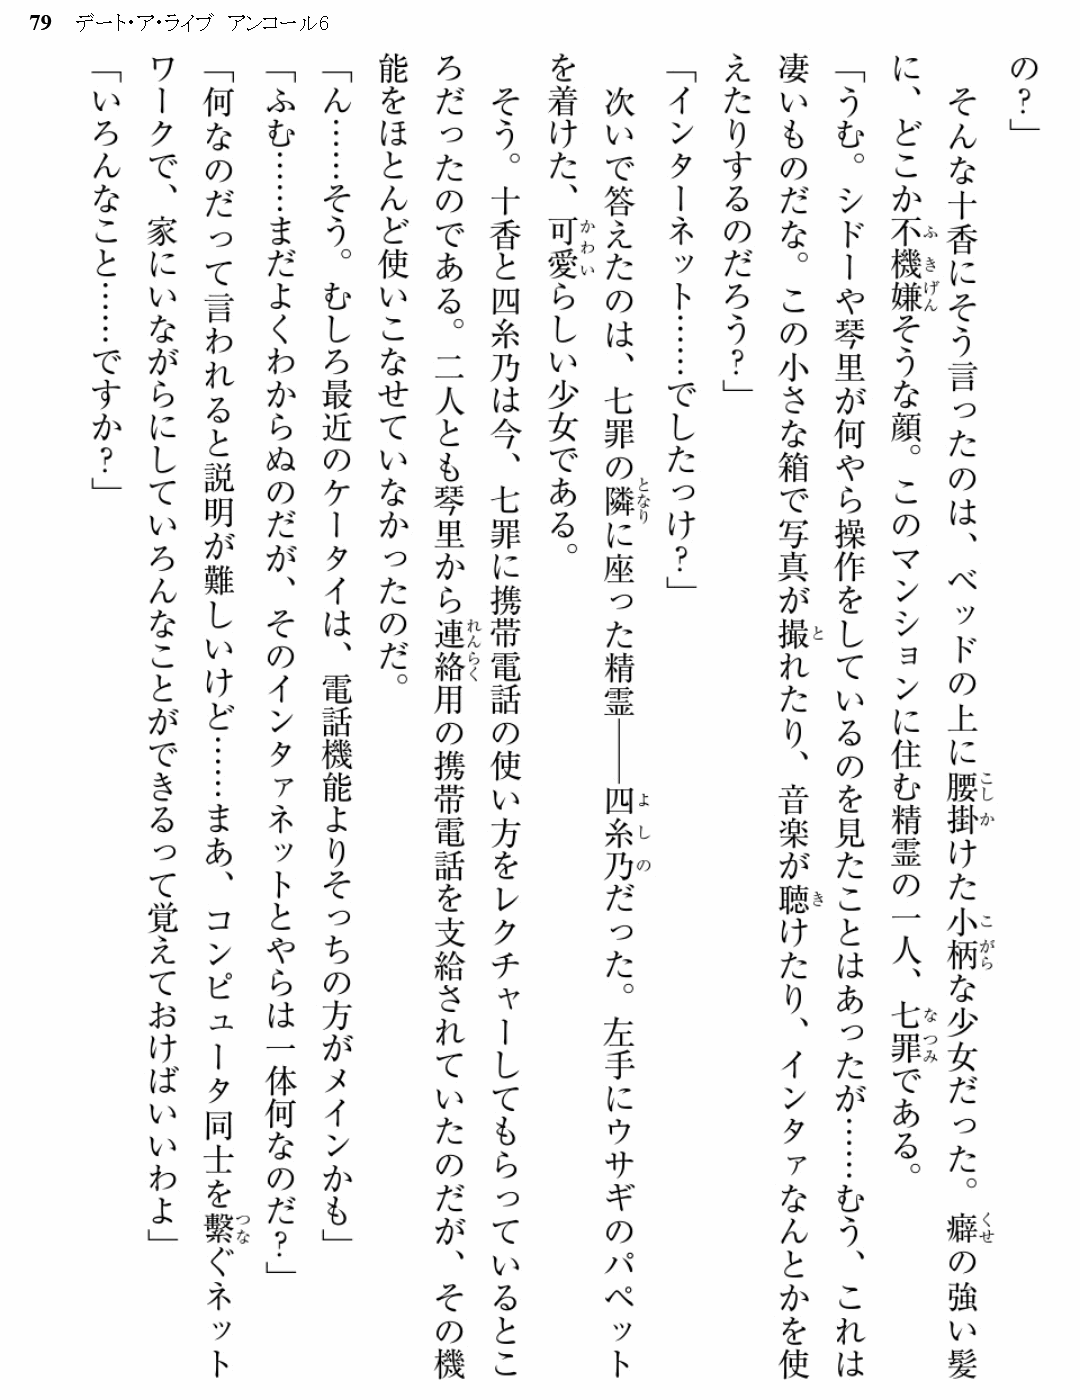 79 デート・ア・ライブ アンコール6
の?」
そんな十香にそう言ったのは、ベッドの上に腰掛けた小柄な少女だった。癖の強い髪
に、どこか不機嫌そうな顔。このマンションに住む精霊の一人、七罪である。
「うむ。シドーや琴里が何やら操作をしているのを見たことはあったが……むう、これは
凄いものだな。この小さな箱で写真が撮れたり、音楽が聴けたり、インタァなんとかを使
えたりするのだろう?」
「インターネット……でしたっけ?」
次いで答えたのは、七罪の隣に座った精霊――四糸乃だった。左手にウサギのパペット
を着けた、可愛らしい少女である。
そう。十香と四糸乃は今、七罪に携帯電話の使い方をレクチャーしてもらっているとこ
ろだったのである。二人とも琴里から連絡用の携帯電話を支給されていたのだが、その機
能をほとんど使いこなせていなかったのだ。
「ん……そう。むしろ最近のケータイは、電話機能よりそっちの方がメインかも」
「ふむ……まだよくわからぬのだが、そのインタァネットとやらは一体何なのだ?」
「何なのだって言われると説明が難しいけど……まあ、コンピュータ同士を繋ぐネット
ワークで、家にいながらにしていろんなことができるって覚えておけばいいわよ」
「いろんなこと……ですか?」